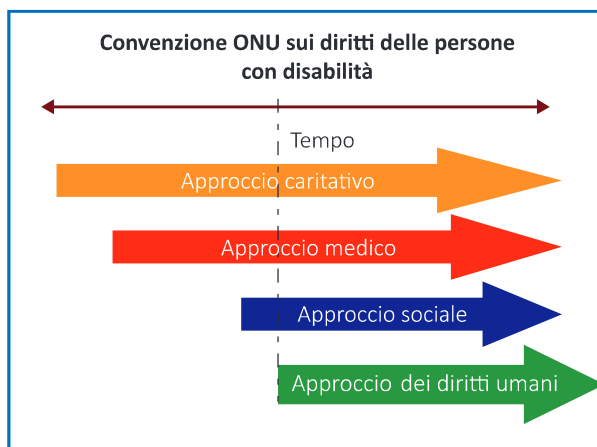 Convenzione ONU sui diritti delle persone
con disabilità
Tempo
Approccio caritativo
Approccio medico
Approccio sociale
Approccio dei diritti umani